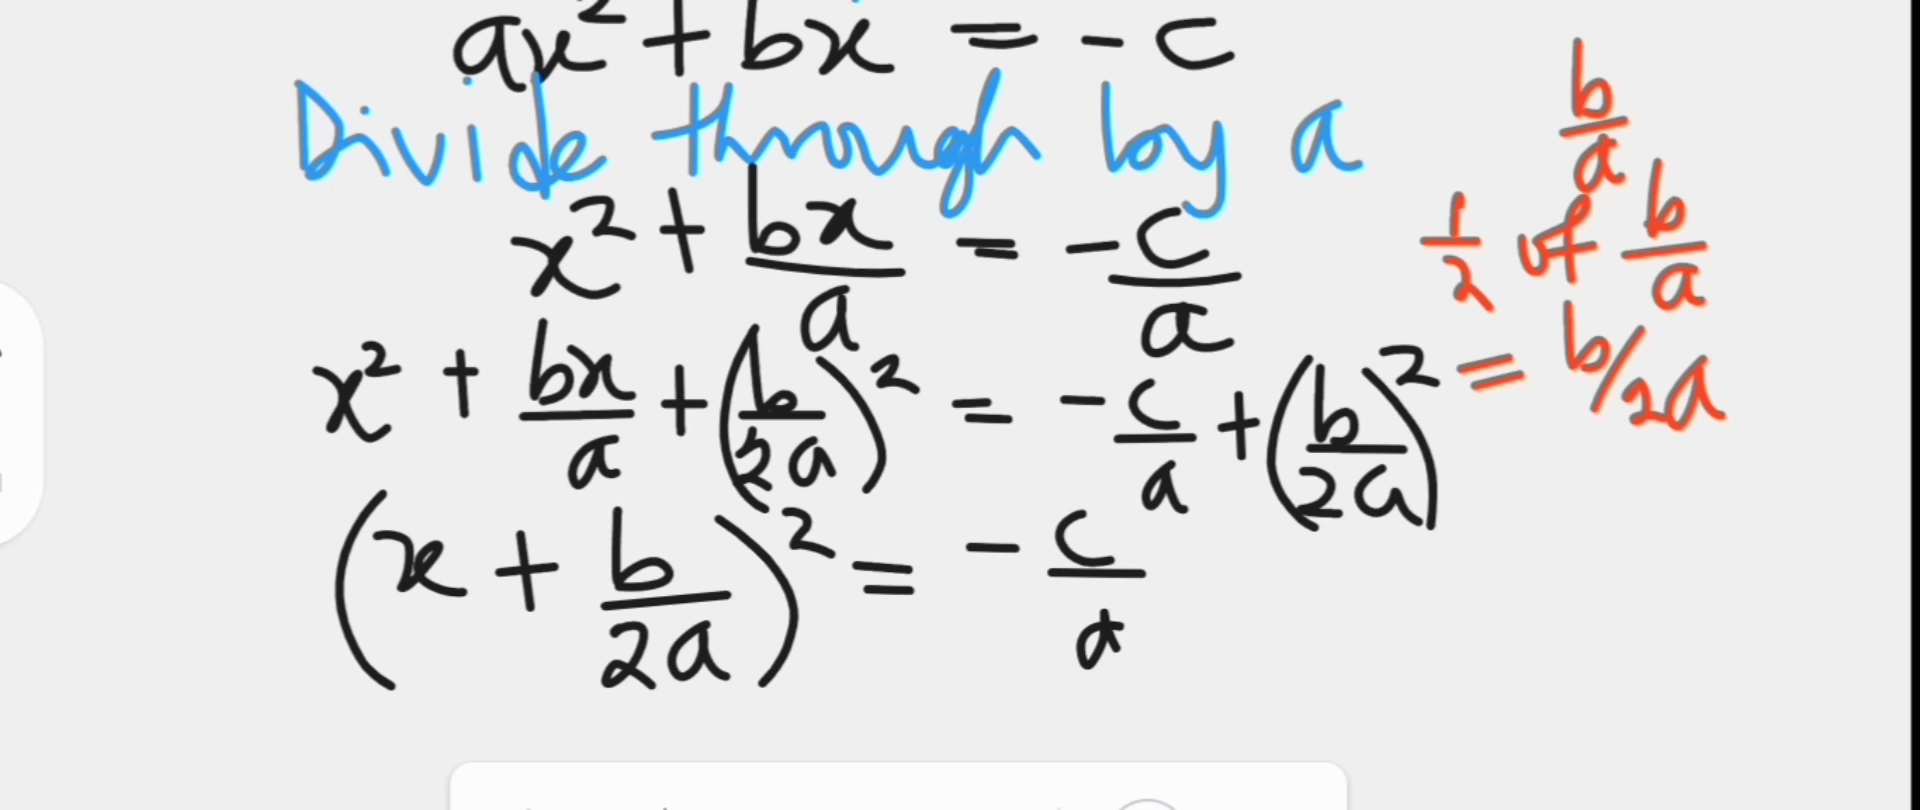 ax² + bx = - c
Divide through by a
x² + bx/a = - c/a
x² + bx/a + (b/2a)² = - c/a + (b/2a)²
(x + b/2a)² = - c/a
b/a
1/2 of b/a
= b/2a